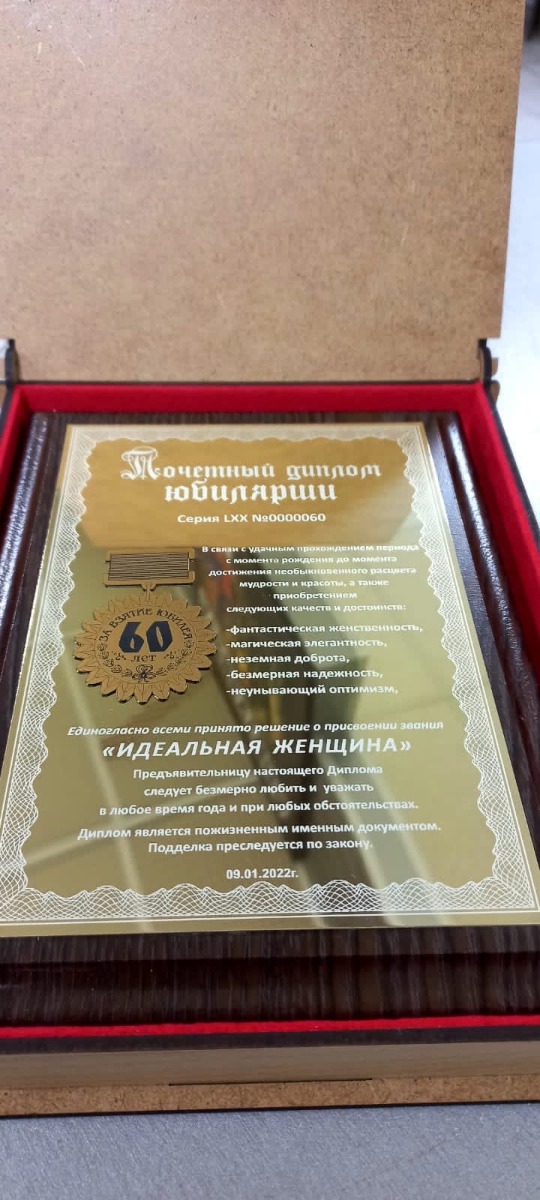 Почетный диплом
юбилярши
Серия LXX №0000060
В связи с удачным прохождением периода
с момента рождения до момента
достижения необыкновенного расцвета
мудрости и красоты, а также
приобретением
следующих качеств и достоинств:
ЗА ВЗЯТИЕ ЮБИЛЕЯ
60
лет
-фантастическая женственность,
-магическая элегантность,
-неземная доброта,
-безмерная надежность,
-неунывающий оптимизм,
Единогласно всеми принято решение о присвоении звания
«ИДЕАЛЬНАЯ ЖЕНЩИНА»
Предъявительницу настоящего Диплома
следует безмерно любить и уважать
в любое время года и при любых обстоятельствах.
Диплом является пожизненным именным документом.
Подделка преследуется по закону.
09.01.2022г.